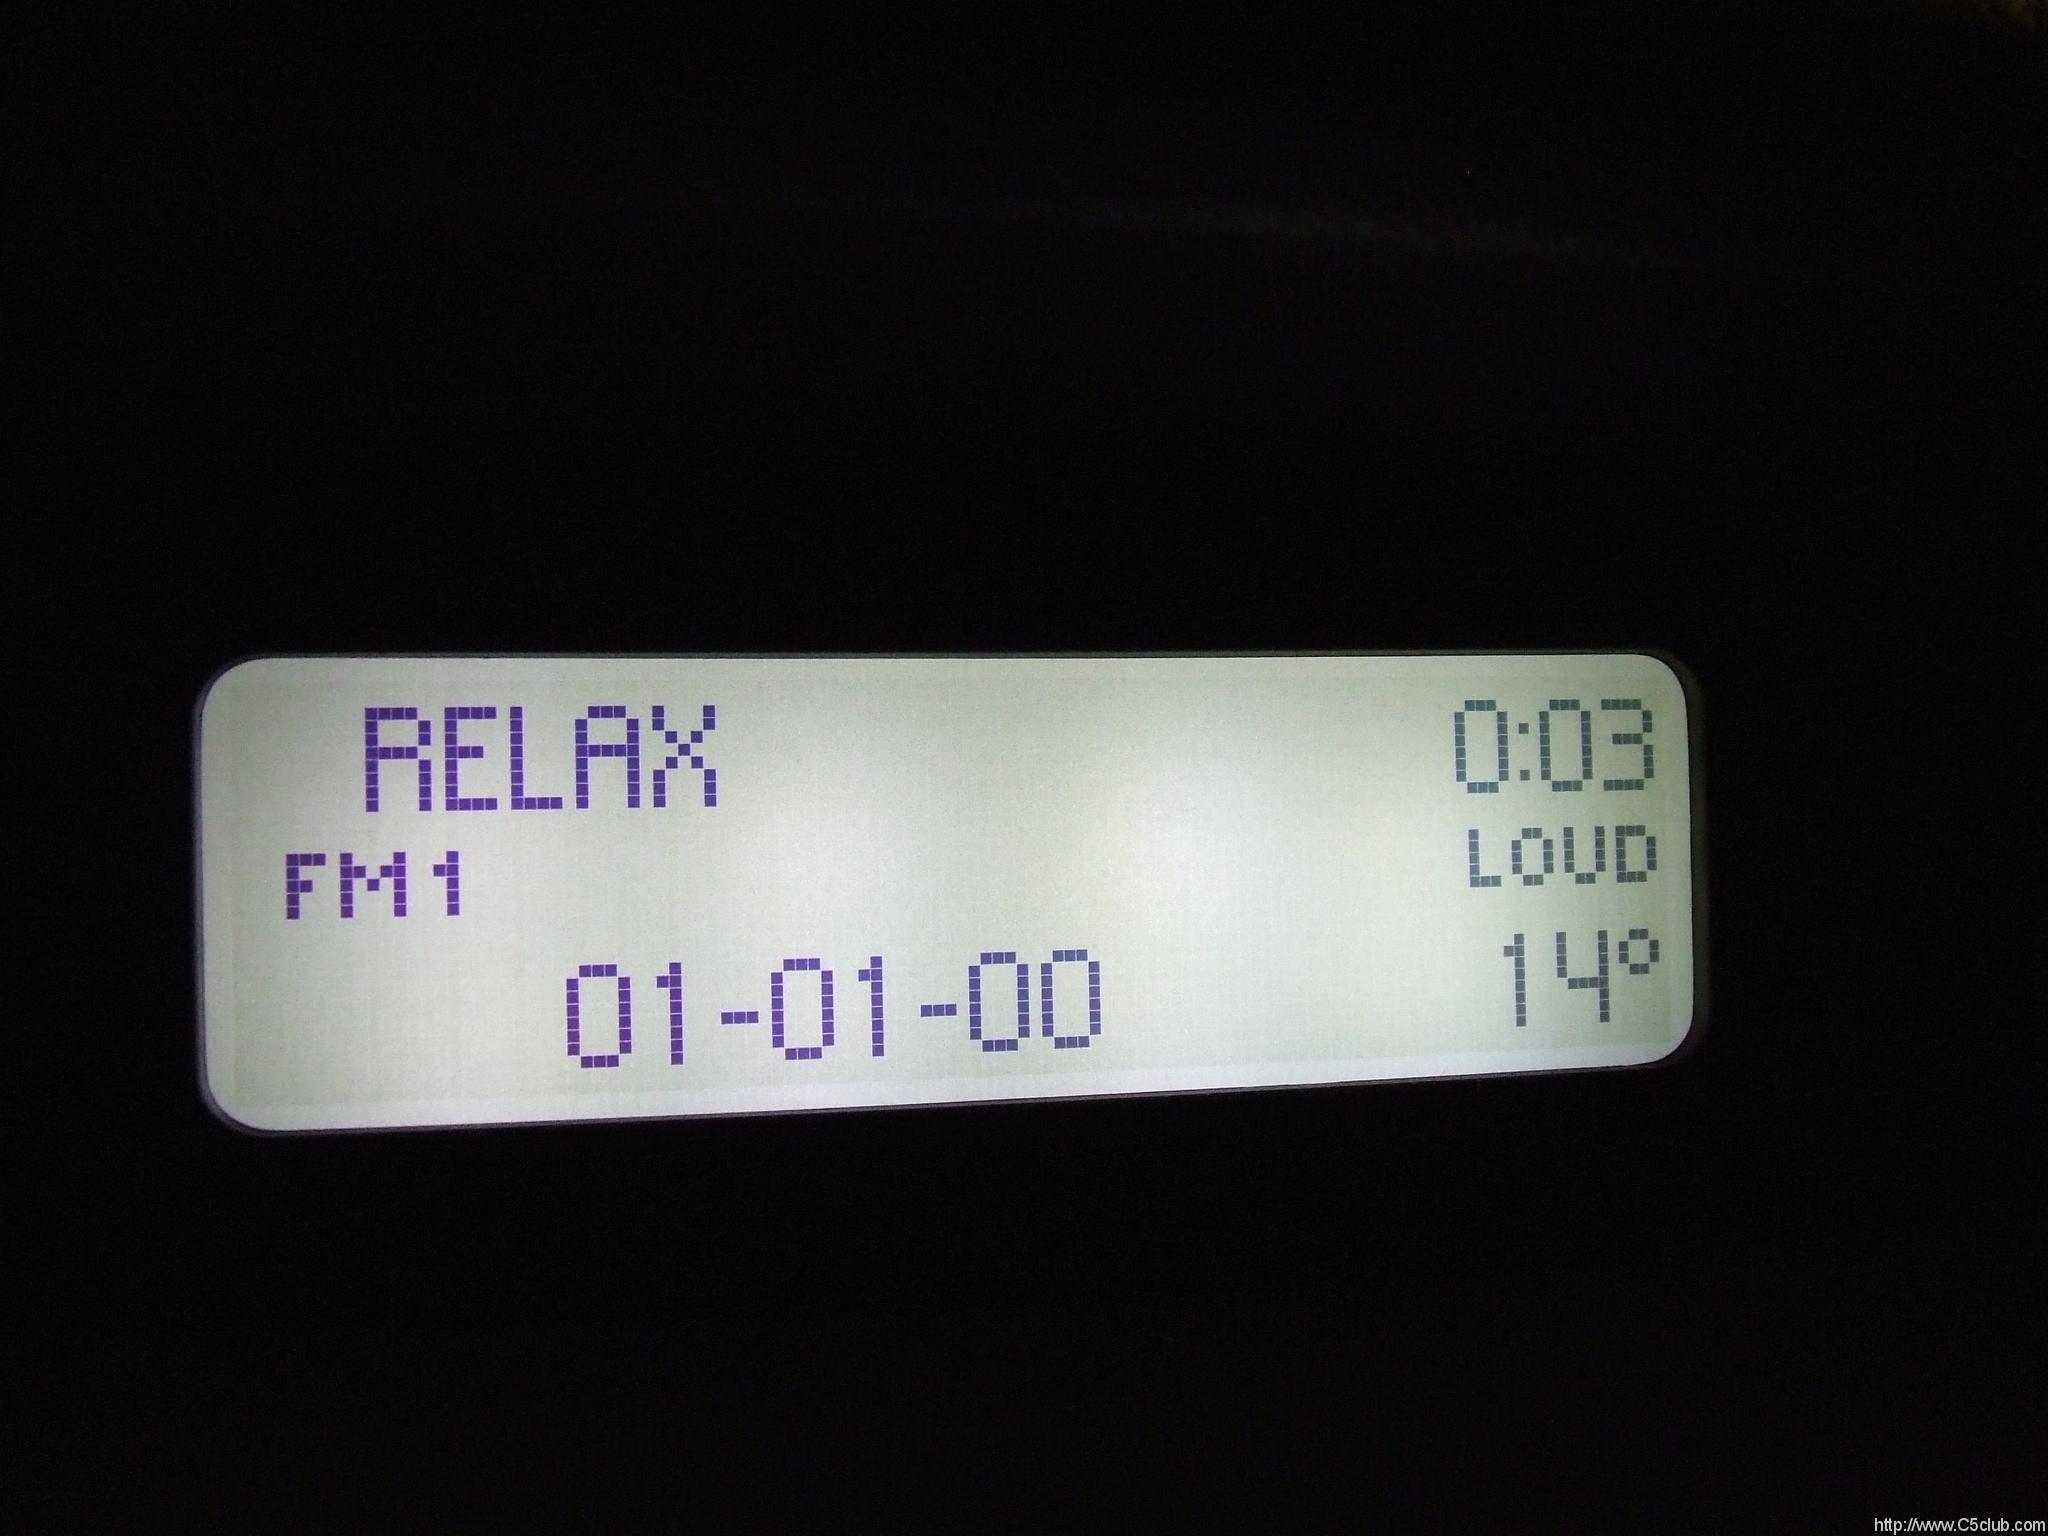 RELAX 0:03
FM1 LOUD
01-01-00 14°
http://www.C5club.com